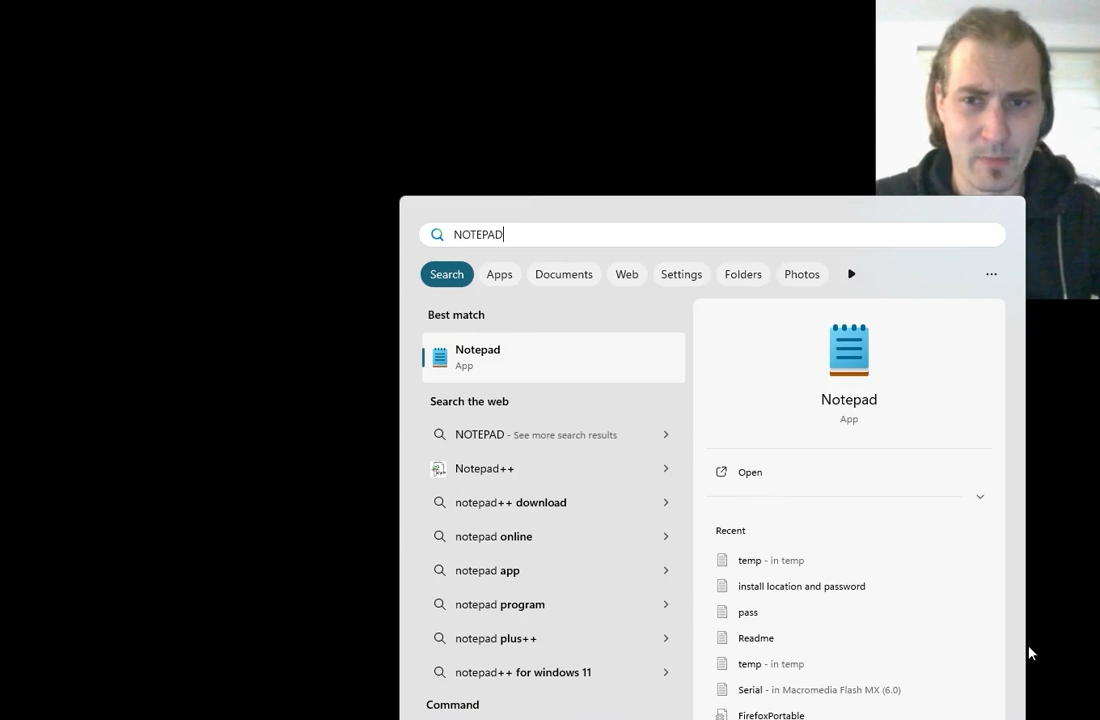 NOTEPAD
Search Apps Documents Web Settings Folders Photos
Best match
Notepad
App
Search the web
NOTEPAD - See more search results
Notepad++
notepad++ download
notepad online
notepad app
notepad program
notepad plus++
notepad++ for windows 11
Command
Notepad
App
Open
Recent
temp - in temp
install location and password
pass
Readme
temp - in temp
Serial - in Macromedia Flash MX (6.0)
FirefoxPortable